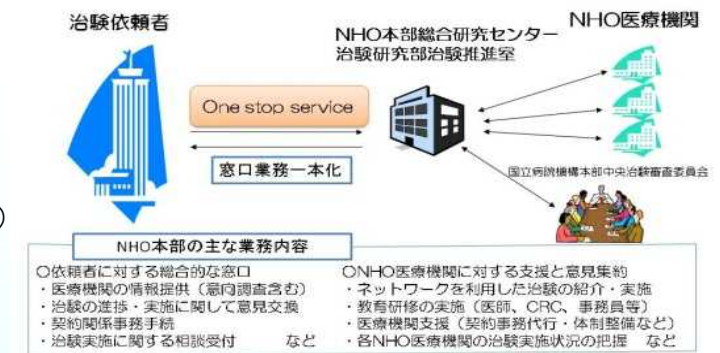 治験依頼者
NHO本部総合研究センター
治験研究部治験推進室
NHO医療機関
One stop service
窓口業務一本化
国立病院機構本部中央治験審査委員会
NHO本部の主な業務内容
○依頼者に対する総合的な窓口
・医療機関の情報提供（意向調査含む）
・治験の進捗・実施に関して意見交換
・契約関係事務手続
・治験実施に関する相談受付 など
○NHO医療機関に対する支援と意見集約
・ネットワークを利用した治験の紹介・実施
・教育研修の実施（医師、CRC、事務員等）
・医療機関支援（契約事務代行・体制整備など）
・各NHO医療機関の治験実施状況の把握 など